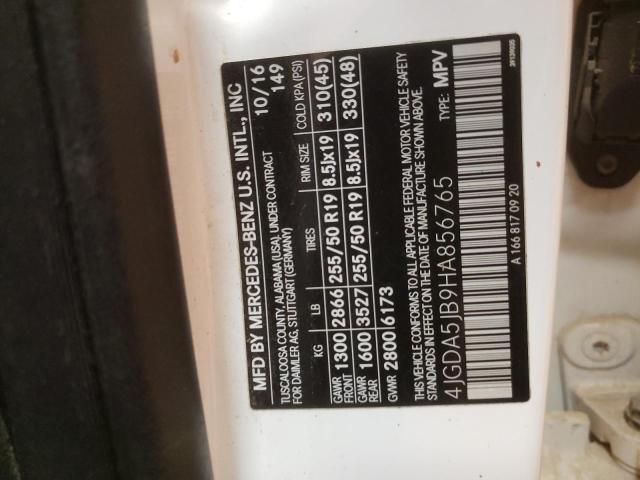 MFD BY MERCEDES-BENZ U.S. INTL., INC
TUSCALOOSA COUNTY, ALABAMA (USA), UNDER CONTRACT 10/16
FOR DAIMLER AG, STUTTGART (GERMANY) 149
KG LB TIRES RIM SIZE COLD KPA (PSI)
GAWR FRONT 1300 2866 255/50 R19 8.5Jx19 310(45)
GAWR REAR 1600 3527 255/50 R19 8.5Jx19 330(48)
GVWR 2800 6173
THIS VEHICLE CONFORMS TO ALL APPLICABLE FEDERAL MOTOR VEHICLE SAFETY
STANDARDS IN EFFECT ON THE DATE OF MANUFACTURE SHOWN ABOVE.
4JGDA5JB9HA856765 TYPE: MPV
A 166 817 09 20